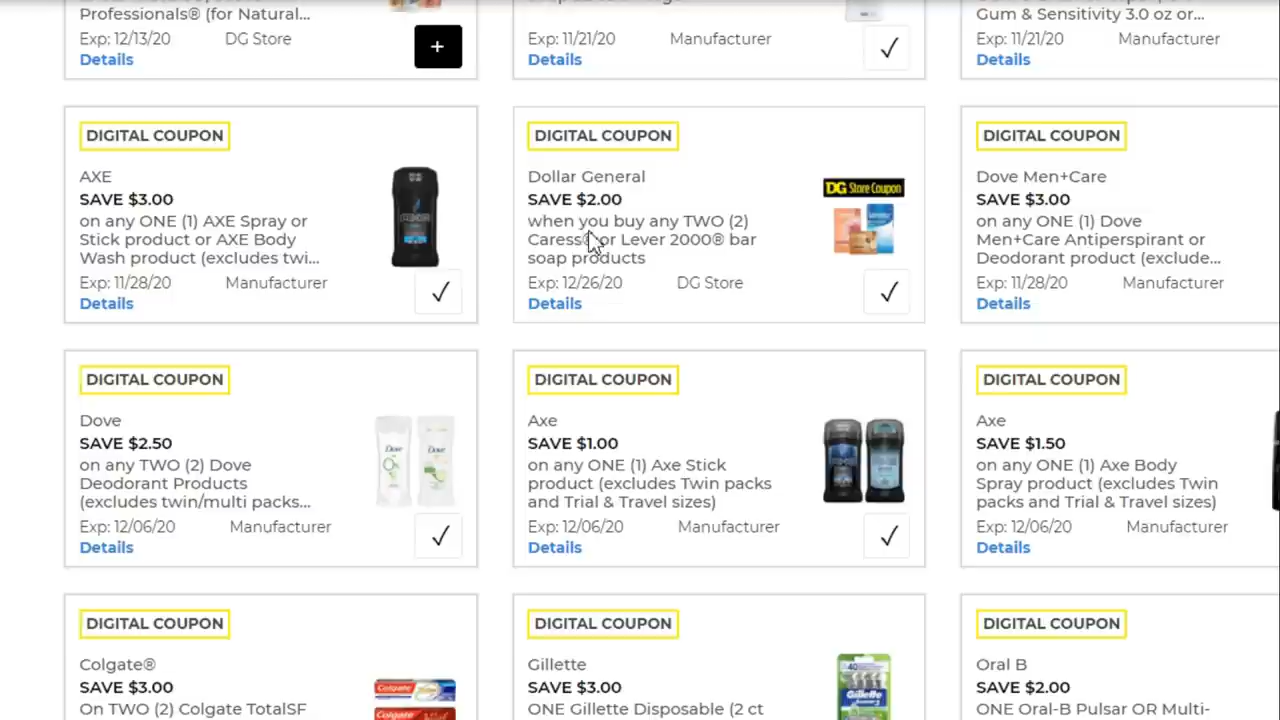 Professionals® (for Natural...
Exp: 12/13/20 DG Store
Details
+
Exp: 11/21/20 Manufacturer
Details
Gum & Sensitivity 3.0 oz or...
Exp: 11/21/20 Manufacturer
Details
DIGITAL COUPON
AXE
SAVE $3.00
on any ONE (1) AXE Spray or
Stick product or AXE Body
Wash product (excludes twi...
Exp: 11/28/20 Manufacturer
Details
DIGITAL COUPON
Dollar General
SAVE $2.00
when you buy any TWO (2)
Caress® or Lever 2000® bar
soap products
Exp: 12/26/20 DG Store
Details
DG Store Coupon
DIGITAL COUPON
Dove Men+Care
SAVE $3.00
on any ONE (1) Dove
Men+Care Antiperspirant or
Deodorant product (exclude...
Exp: 11/28/20 Manufacturer
Details
DIGITAL COUPON
Dove
SAVE $2.50
on any TWO (2) Dove
Deodorant Products
(excludes twin/multi packs...
Exp: 12/06/20 Manufacturer
Details
Dove Dove
DIGITAL COUPON
Axe
SAVE $1.00
on any ONE (1) Axe Stick
product (excludes Twin packs
and Trial & Travel sizes)
Exp: 12/06/20 Manufacturer
Details
DIGITAL COUPON
Axe
SAVE $1.50
on any ONE (1) Axe Body
Spray product (excludes Twin
packs and Trial & Travel sizes)
Exp: 12/06/20 Manufacturer
Details
DIGITAL COUPON
Colgate®
SAVE $3.00
On TWO (2) Colgate TotalSF
Colgate
Colgate
DIGITAL COUPON
Gillette
SAVE $3.00
ONE Gillette Disposable (2 ct
Gillette
DIGITAL COUPON
Oral B
SAVE $2.00
ONE Oral-B Pulsar OR Multi-